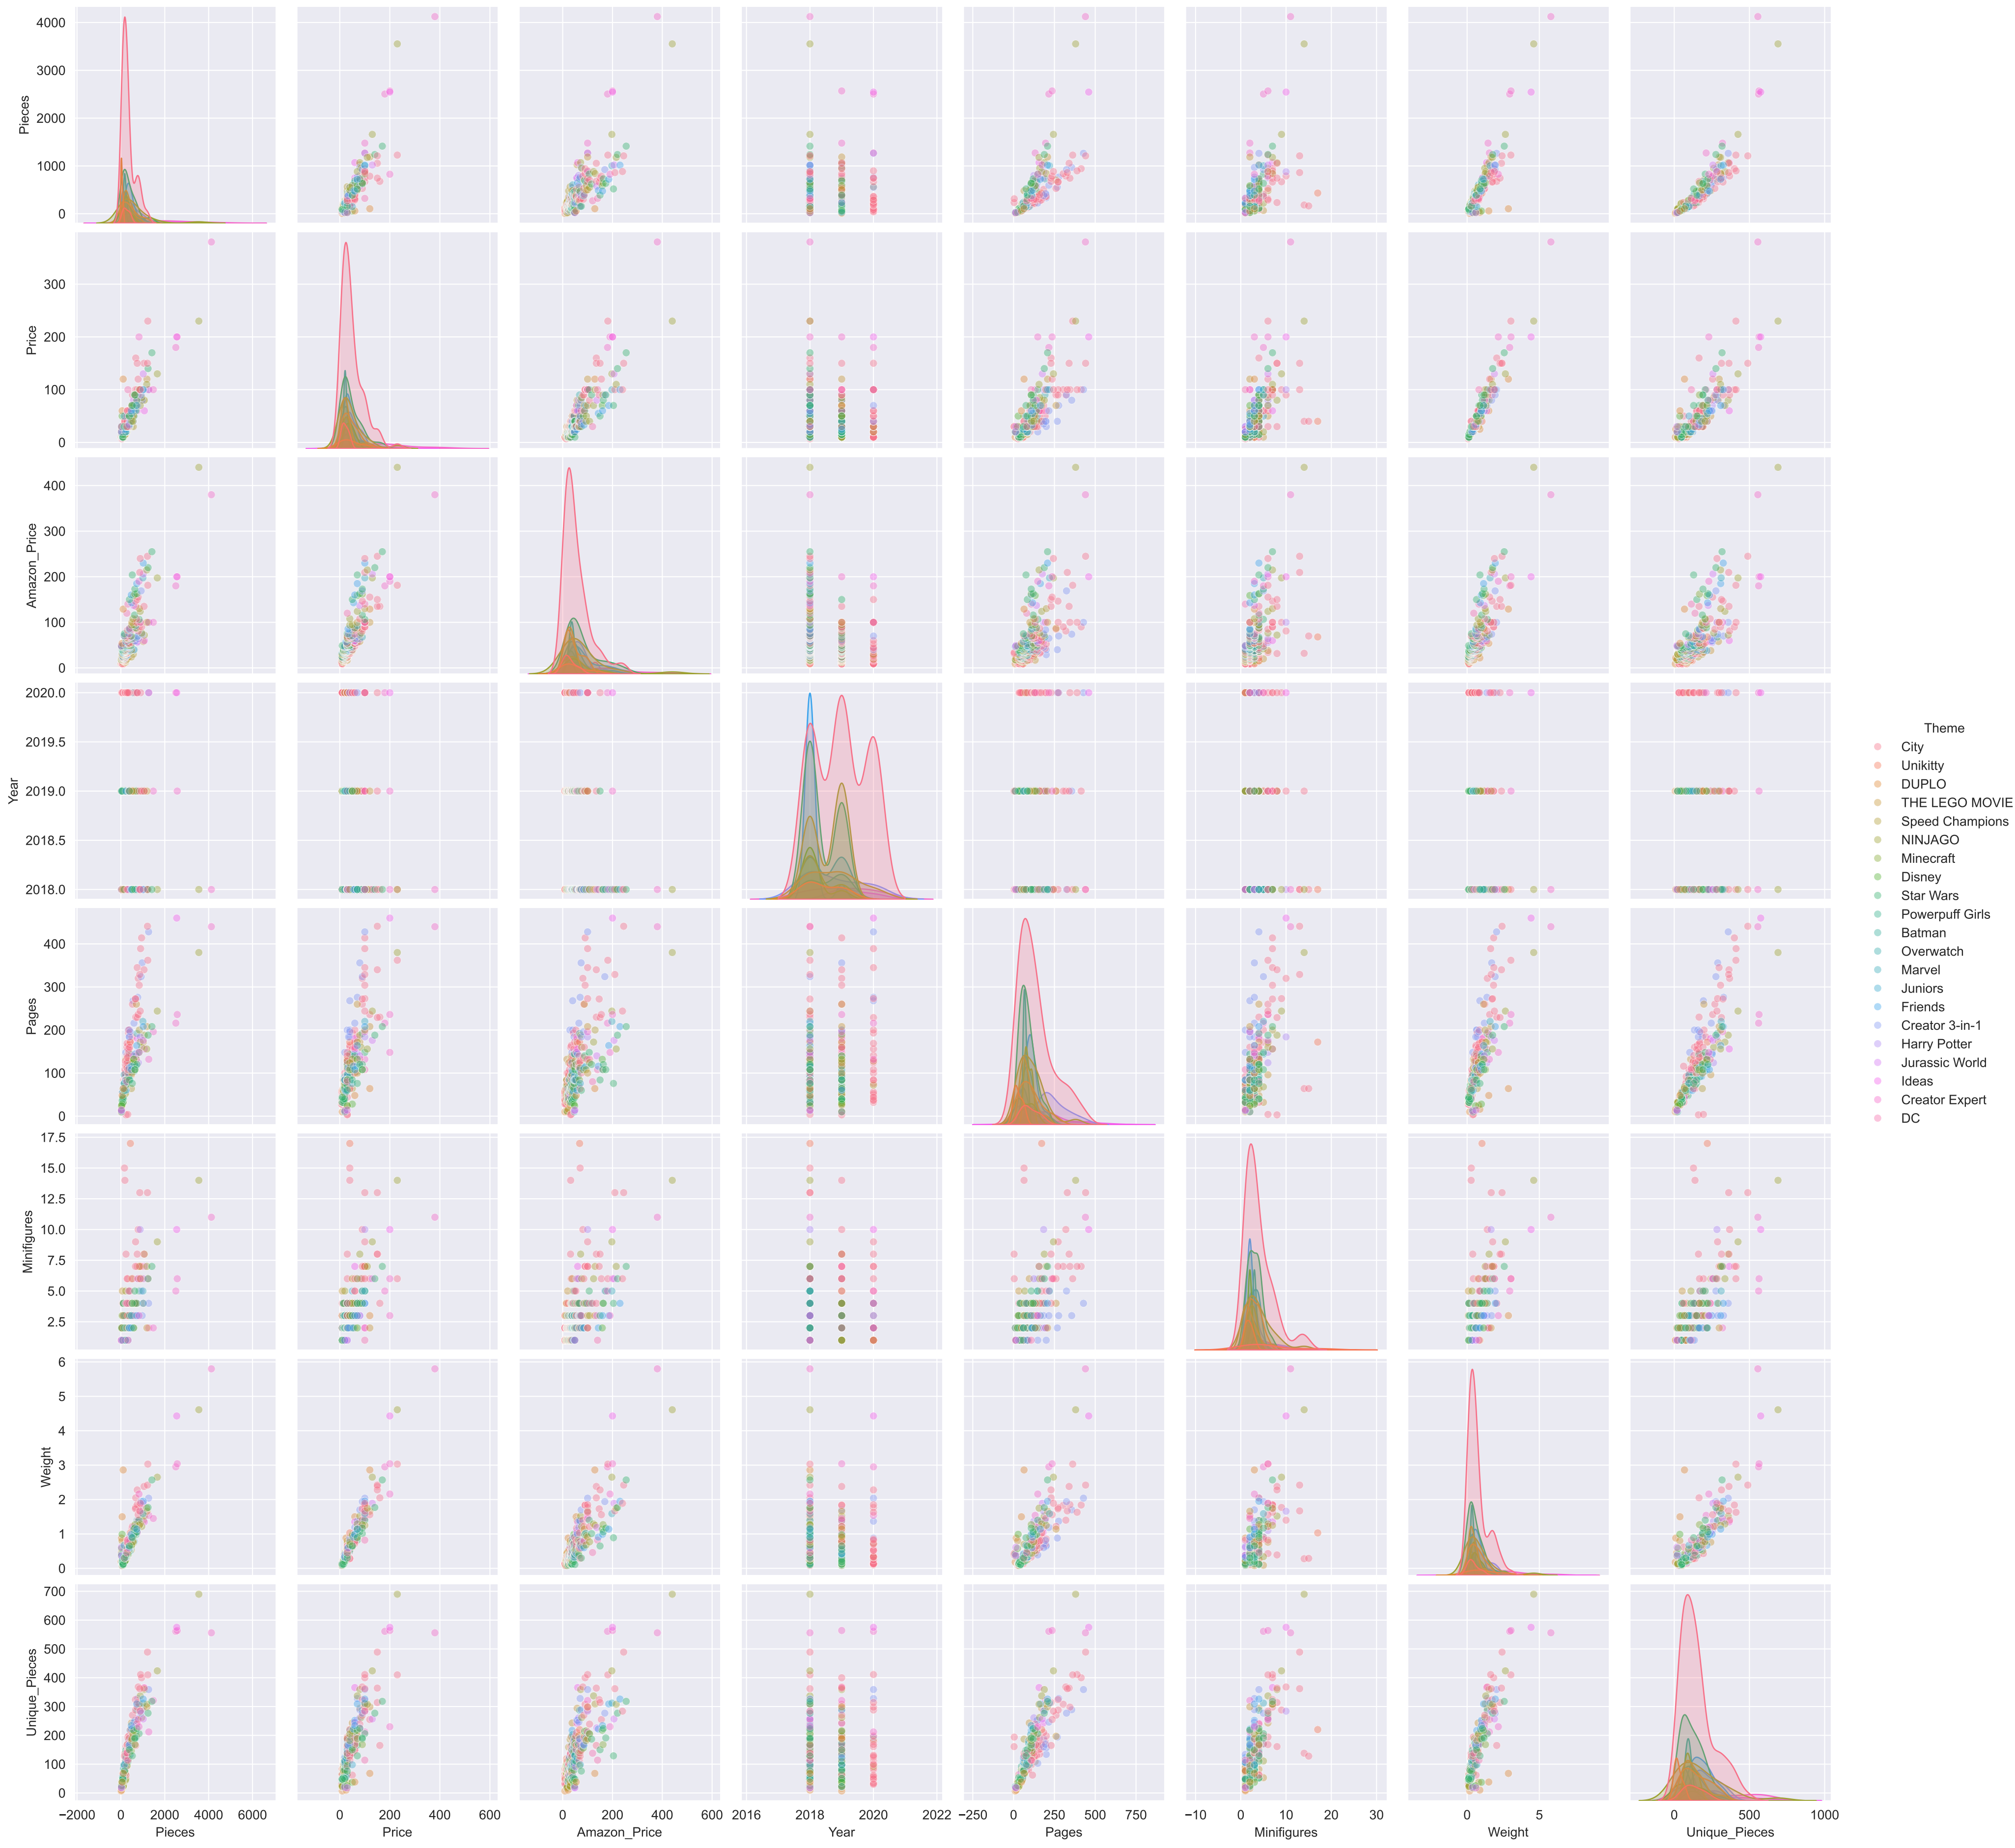 4000
3000
2000
1000
0
Pieces
300
200
100
0
Price
400
300
200
100
0
Amazon_Price
2020.0
2019.5
2019.0
2018.5
2018.0
Year
Theme
City
Unikitty
DUPLO
THE LEGO MOVIE
Speed Champions
NINJAGO
Minecraft
Disney
Star Wars
Powerpuff Girls
Batman
Overwatch
Marvel
Juniors
Friends
Creator 3-in-1
Harry Potter
Jurassic World
Ideas
Creator Expert
DC
400
300
200
100
0
Pages
17.5
15.0
12.5
10.0
7.5
5.0
2.5
Minifigures
6
5
4
3
2
1
0
Weight
700
600
500
400
300
200
100
0
Unique_Pieces
−2000 0 2000 4000 6000 0 200 400 600 0 200 400 600 2016 2018 2020 2022 −250 0 250 500 750 −10 0 10 20 30 0 5 0 500 1000
Pieces Price Amazon_Price Year Pages Minifigures Weight Unique_Pieces